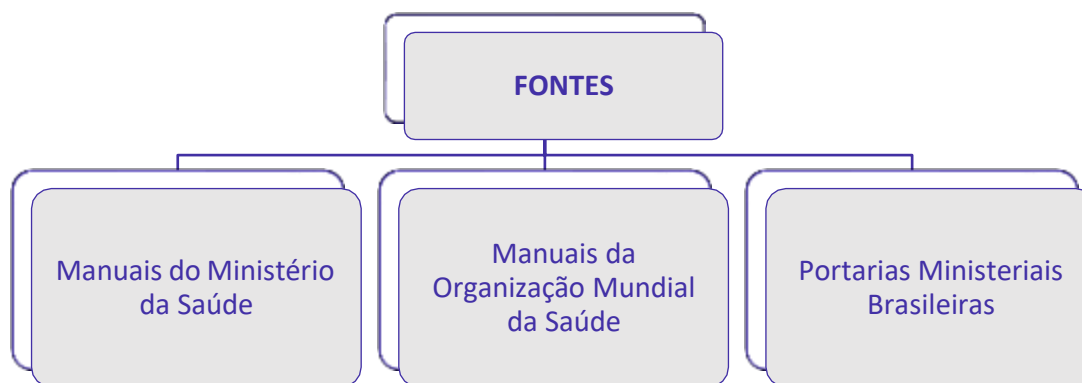 FONTES
Manuais do Ministério
da Saúde
Manuais da
Organização Mundial
da Saúde
Portarias Ministeriais
Brasileiras